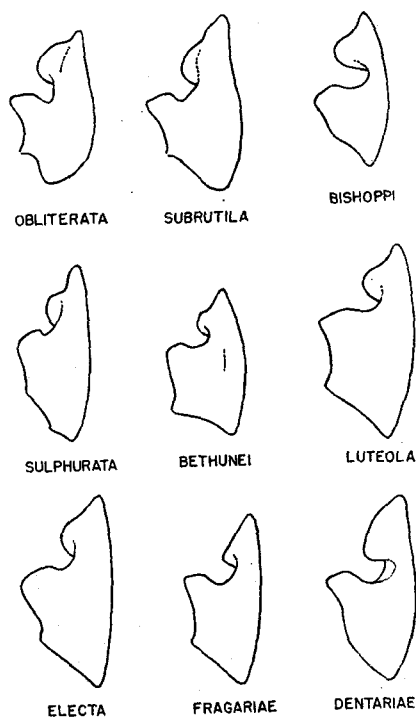 OBLITERATA SUBRUTILA BISHOPPI
SULPHURATA BETHUNEI LUTEOLA
ELECTA FRAGARIAE DENTARIAE